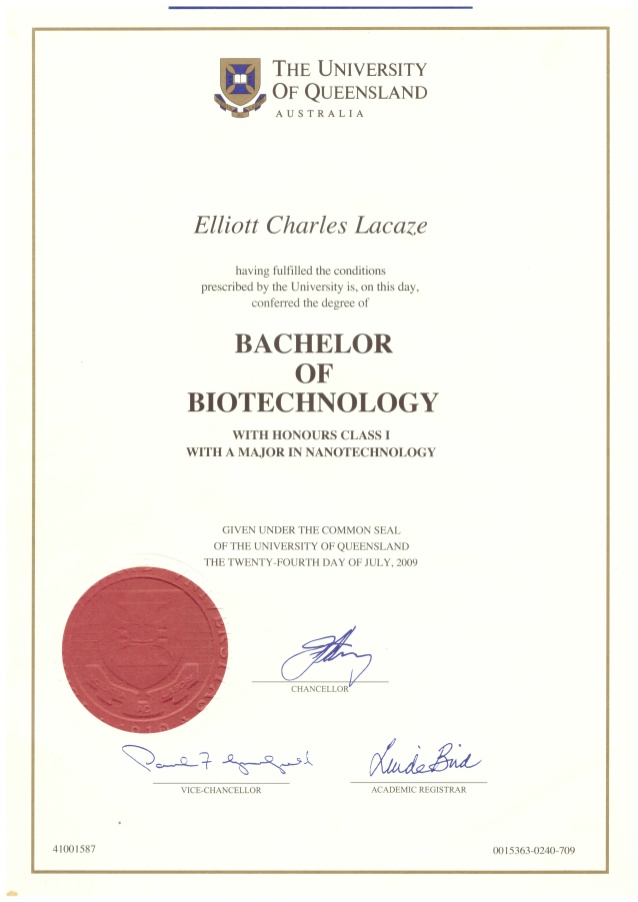 THE UNIVERSITY
OF QUEENSLAND
AUSTRALIA
Elliott Charles Lacaze
having fulfilled the conditions
prescribed by the University is, on this day,
conferred the degree of
BACHELOR
OF
BIOTECHNOLOGY
WITH HONOURS CLASS I
WITH A MAJOR IN NANOTECHNOLOGY
GIVEN UNDER THE COMMON SEAL
OF THE UNIVERSITY OF QUEENSLAND
THE TWENTY-FOURTH DAY OF JULY, 2009
CHANCELLOR
Linda Bird
VICE-CHANCELLOR
ACADEMIC REGISTRAR
41001587
0015363-0240-709